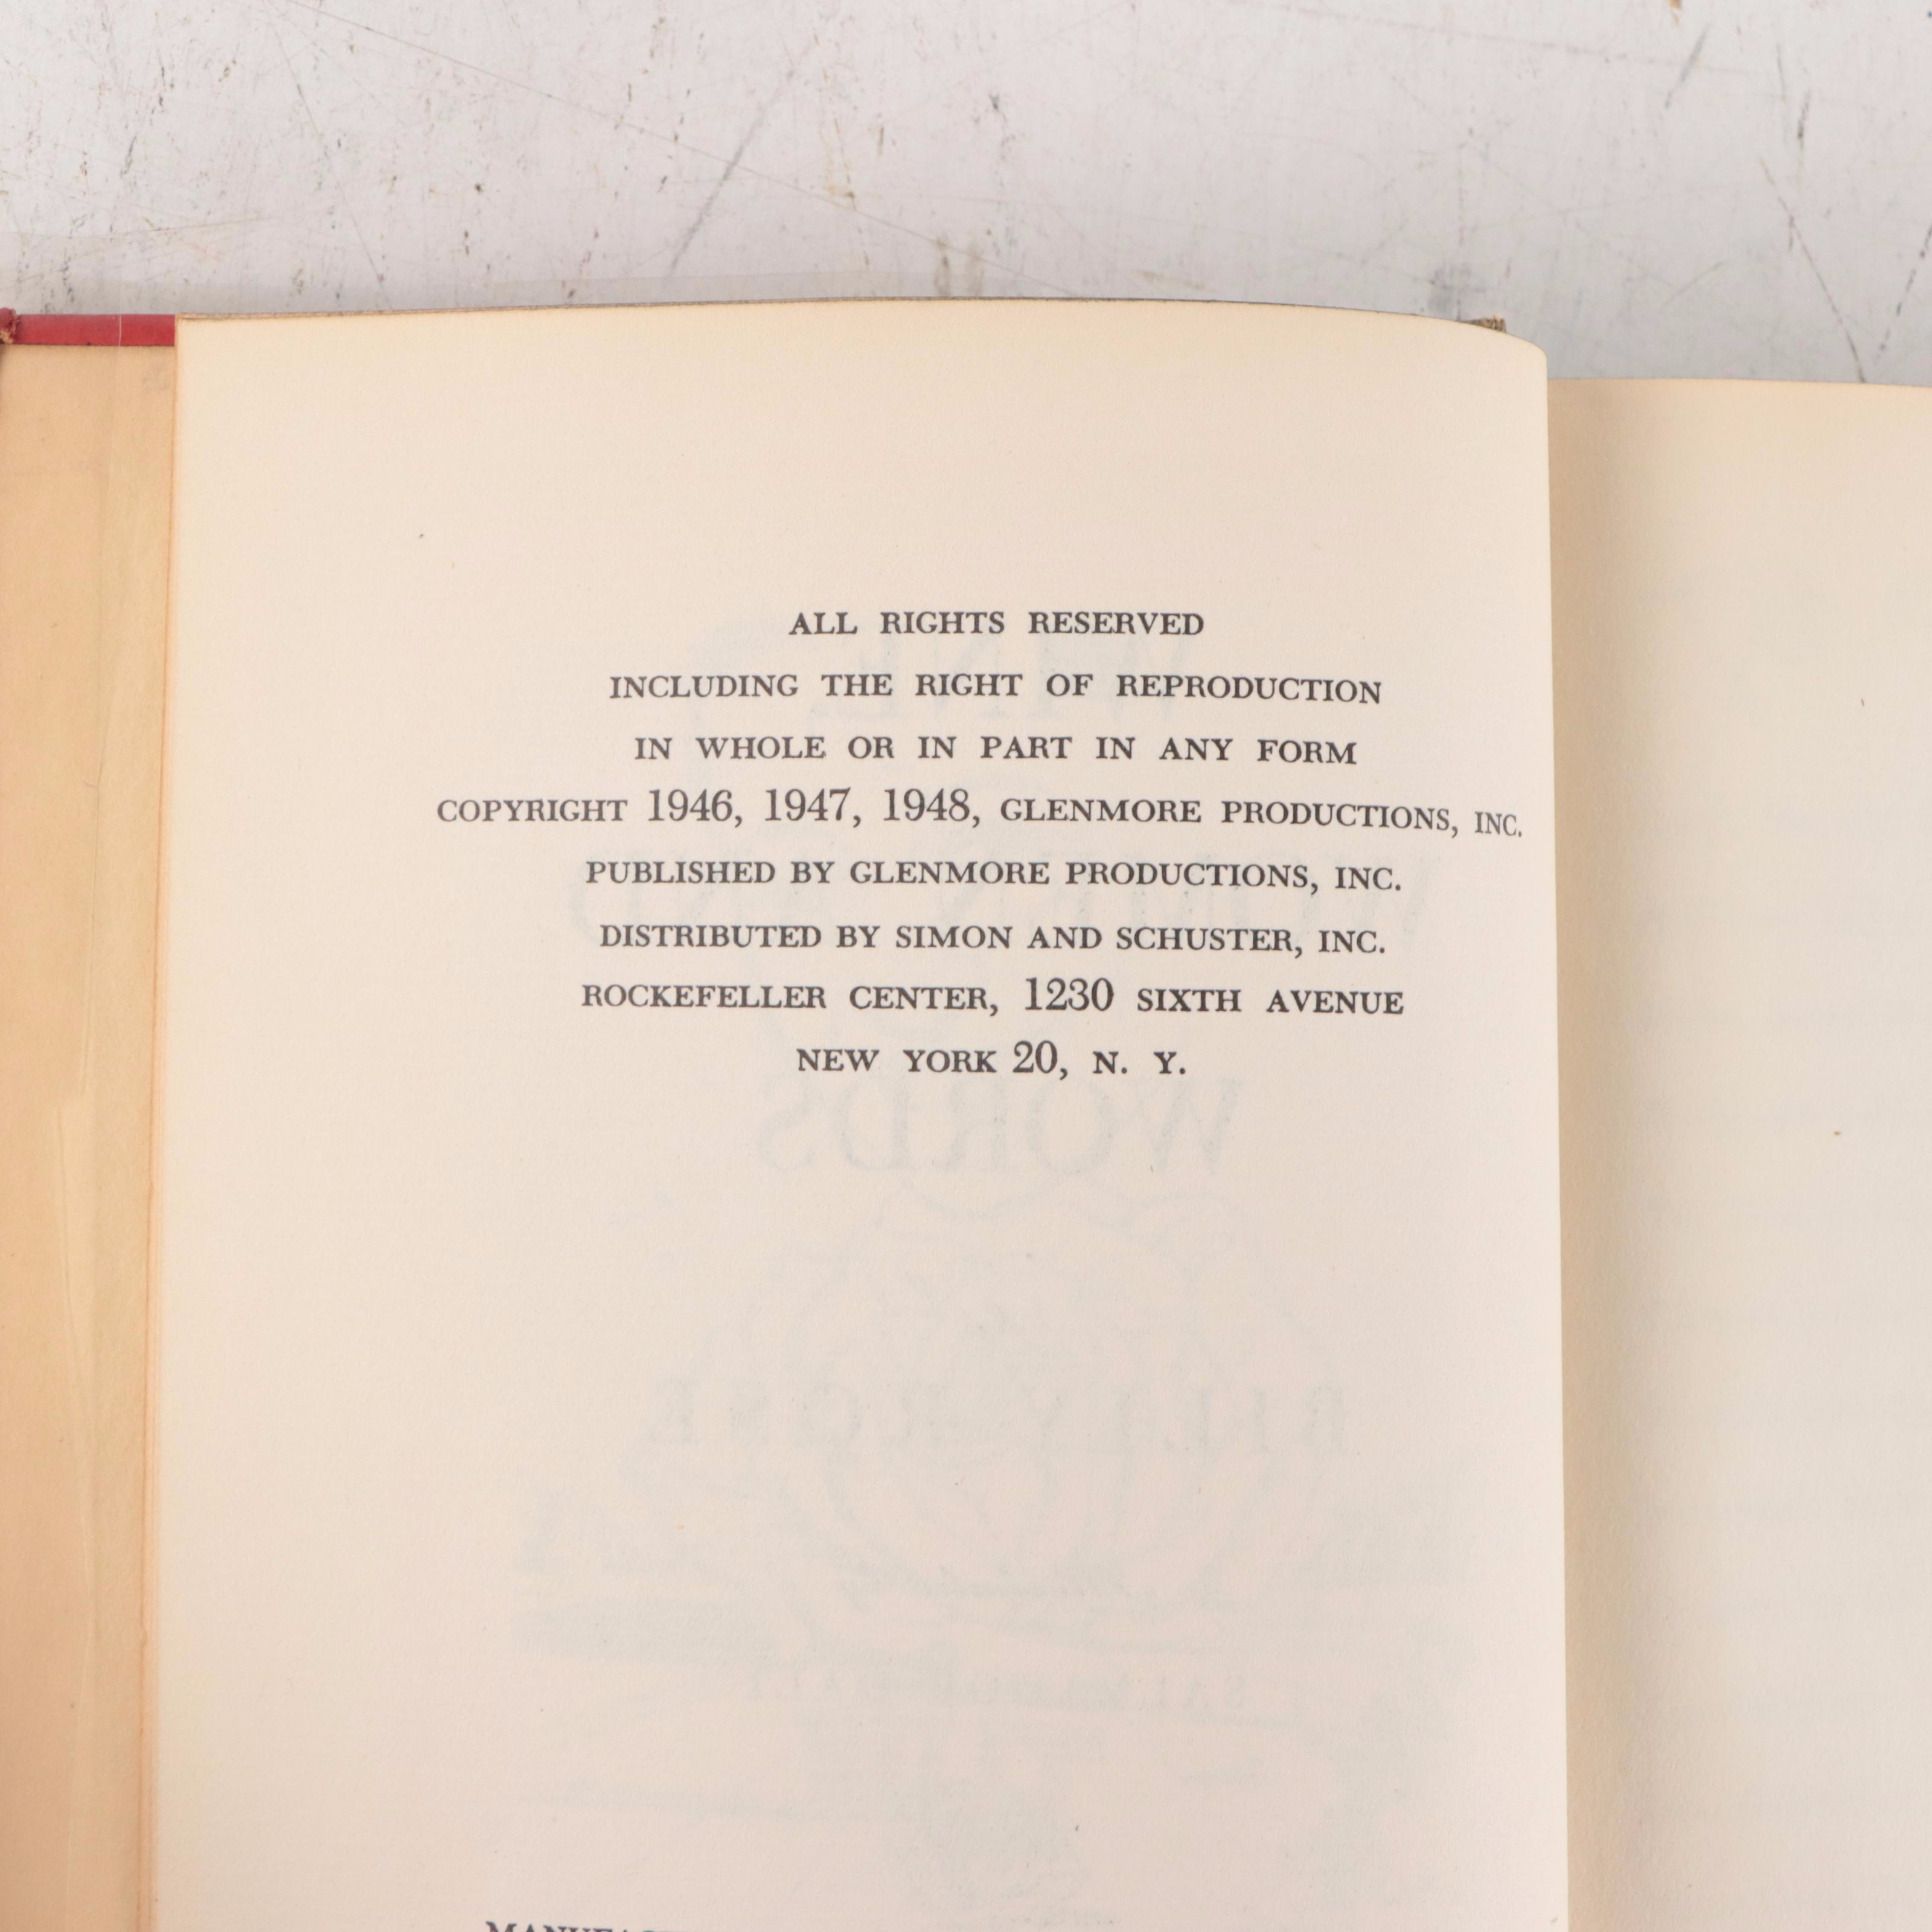 ALL RIGHTS RESERVED
INCLUDING THE RIGHT OF REPRODUCTION
IN WHOLE OR IN PART IN ANY FORM
COPYRIGHT 1946, 1947, 1948, GLENMORE PRODUCTIONS, INC.
PUBLISHED BY GLENMORE PRODUCTIONS, INC.
DISTRIBUTED BY SIMON AND SCHUSTER, INC.
ROCKEFELLER CENTER, 1230 SIXTH AVENUE
NEW YORK 20, N. Y.